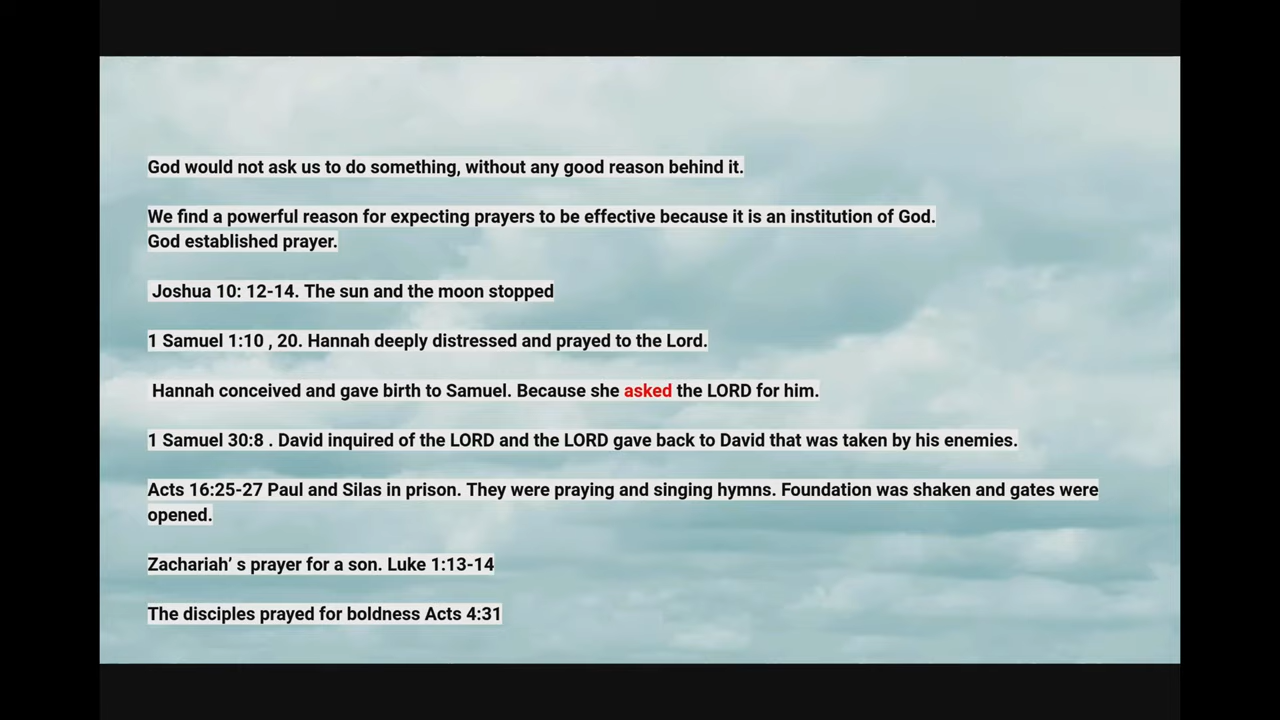 God would not ask us to do something, without any good reason behind it.
We find a powerful reason for expecting prayers to be effective because it is an institution of God.
God established prayer.
Joshua 10: 12-14. The sun and the moon stopped
1 Samuel 1:10 , 20. Hannah deeply distressed and prayed to the Lord.
Hannah conceived and gave birth to Samuel. Because she asked the LORD for him.
1 Samuel 30:8 . David inquired of the LORD and the LORD gave back to David that was taken by his enemies.
Acts 16:25-27 Paul and Silas in prison. They were praying and singing hymns. Foundation was shaken and gates were
opened.
Zachariah’ s prayer for a son. Luke 1:13-14
The disciples prayed for boldness Acts 4:31